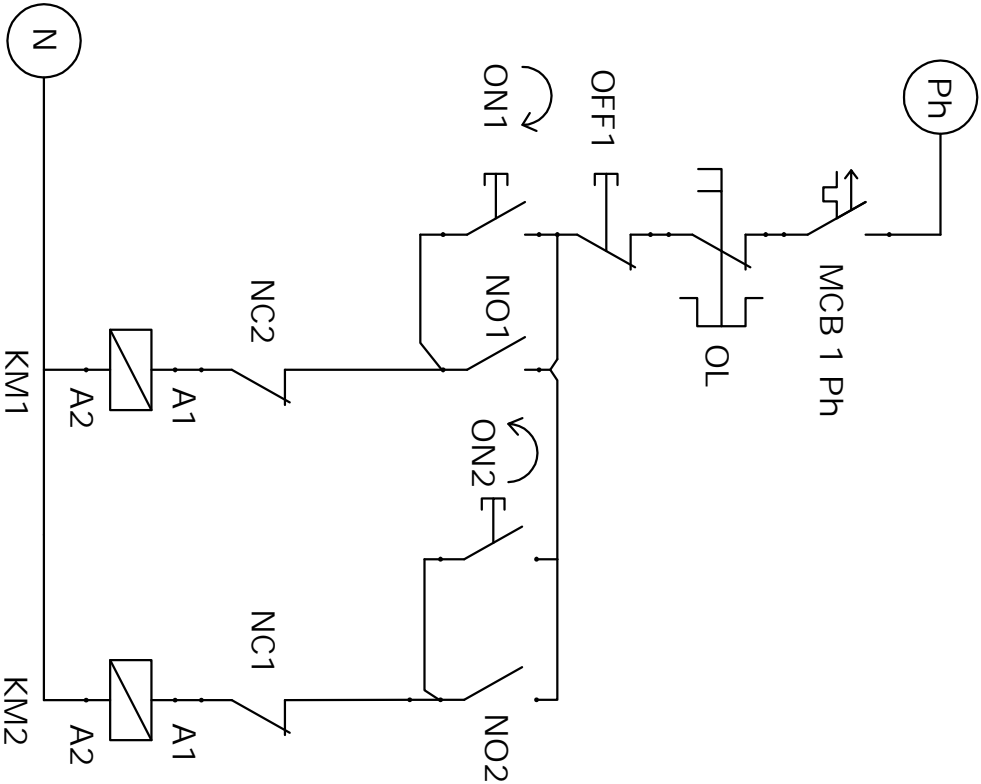 Ph
MCB 1 Ph
OL
OFF1
ON1
NO1
ON2
NO2
NC2
NC1
A1
A1
A2
A2
N
KM1
KM2